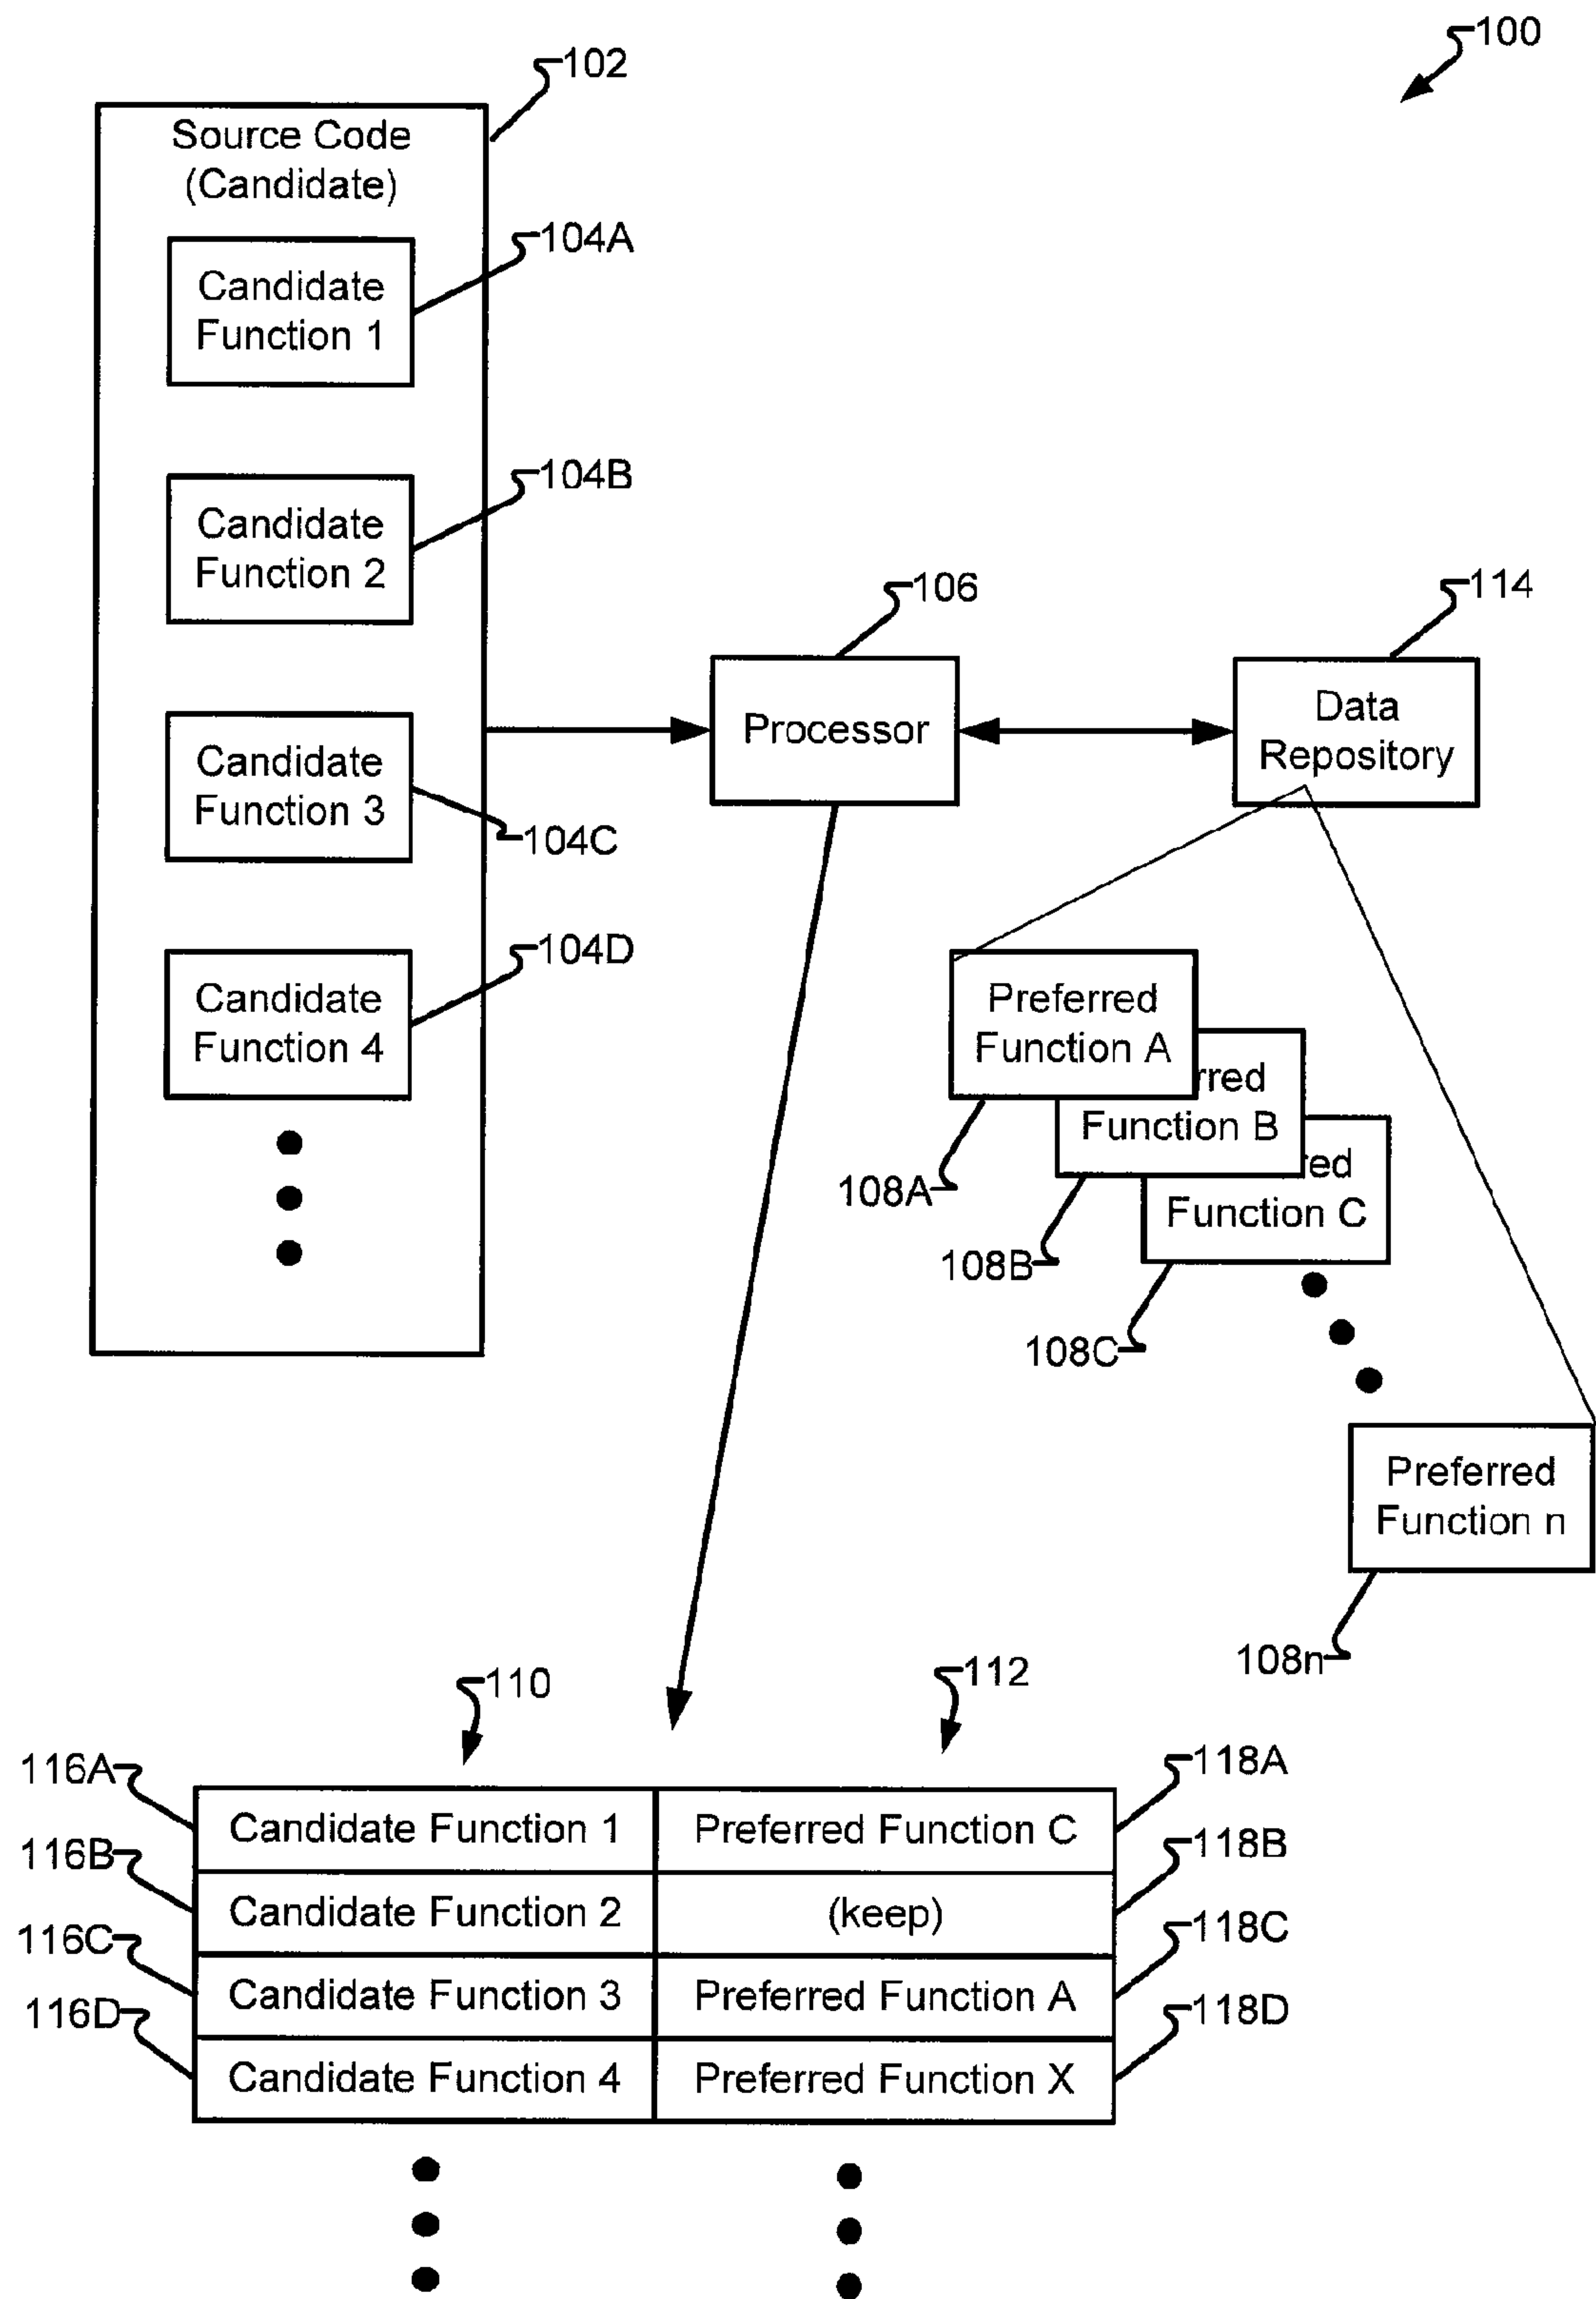 100
102
Source Code
(Candidate)
104A
Candidate
Function 1
104B
Candidate
Function 2
106
114
Processor
Data
Repository
Candidate
Function 3
104C
104D
Candidate
Function 4
Preferred
Function A
rred
Function B
ed
Function C
108A
108B
108C
Preferred
Function n
108n
110
112
116A
Candidate Function 1
Preferred Function C
118A
116B
Candidate Function 2
(keep)
118B
116C
Candidate Function 3
Preferred Function A
118C
116D
Candidate Function 4
Preferred Function X
118D